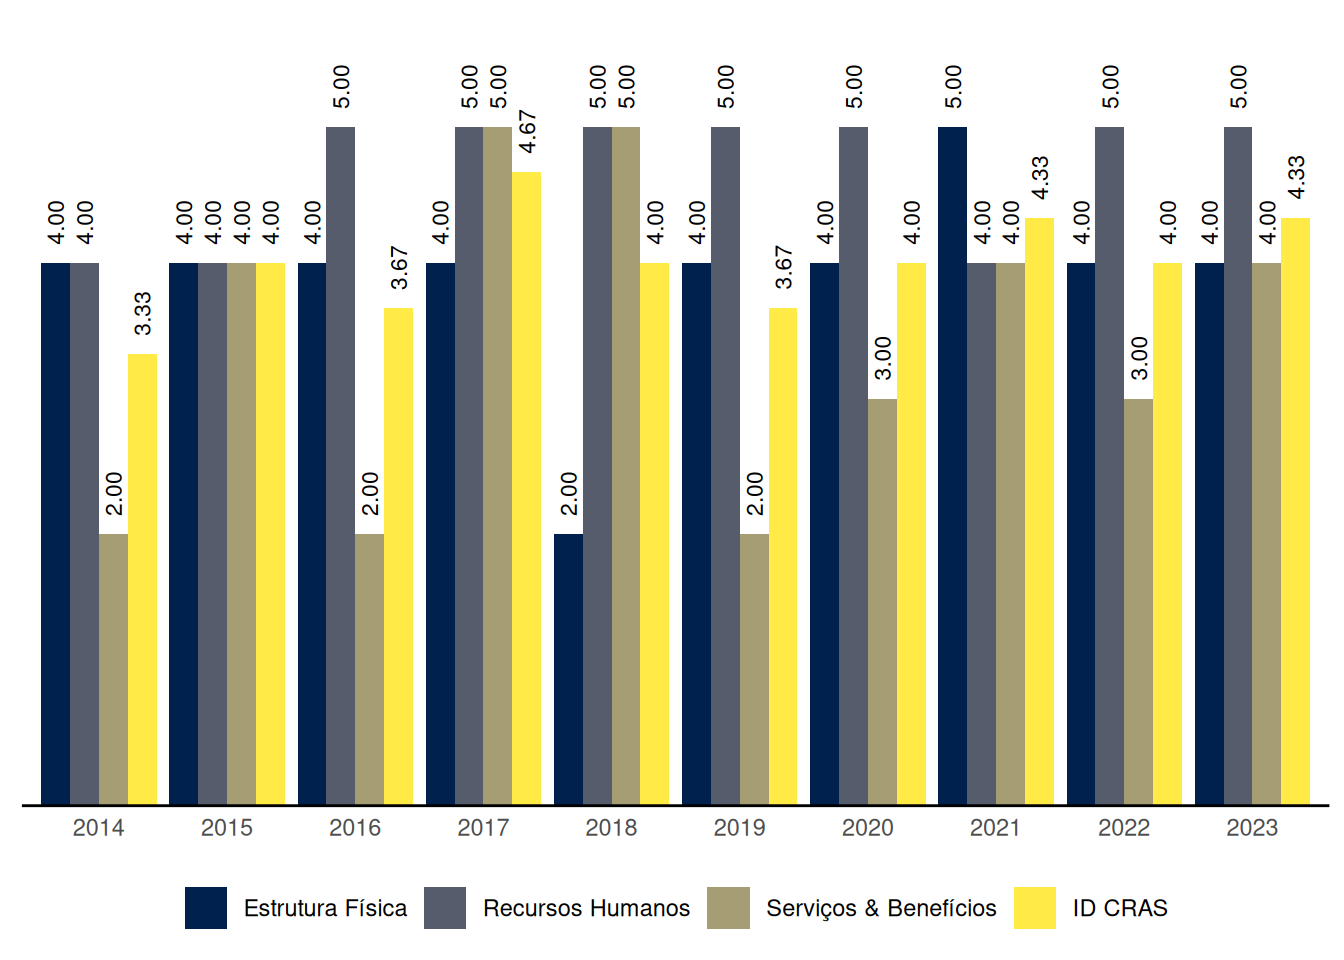 5.00 5.00 5.00 5.00 5.00 5.00 5.00 5.00 5.00 5.00
4.67
4.33 4.33
4.00 4.00 4.00 4.00 4.00 4.00 4.00 4.00 4.00 4.00 4.00 4.00 4.00 4.00 4.00 4.00 4.00 4.00
3.67 3.67
3.33
3.00 3.00
2.00 2.00 2.00 2.00
2014 2015 2016 2017 2018 2019 2020 2021 2022 2023
Estrutura Física Recursos Humanos Serviços & Benefícios ID CRAS